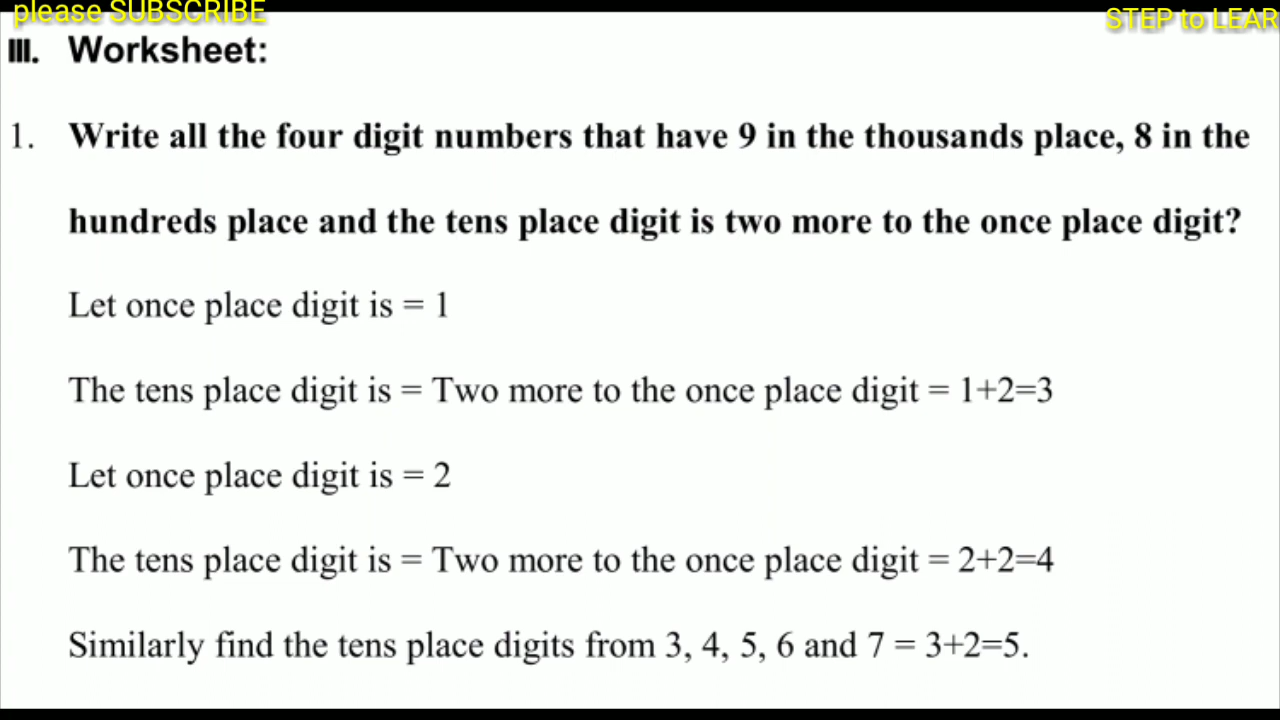 please SUBSCRIBE
STEP to LEAR
III. Worksheet:
1. Write all the four digit numbers that have 9 in the thousands place, 8 in the
hundreds place and the tens place digit is two more to the once place digit?
Let once place digit is = 1
The tens place digit is = Two more to the once place digit = 1+2=3
Let once place digit is = 2
The tens place digit is = Two more to the once place digit = 2+2=4
Similarly find the tens place digits from 3, 4, 5, 6 and 7 = 3+2=5.